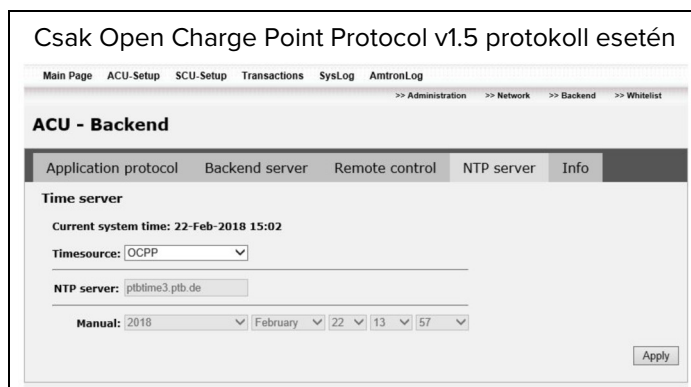 Csak Open Charge Point Protocol v1.5 protokoll esetén
Main Page ACU-Setup SCU-Setup Transactions SysLog AmtronLog
>> Administration >> Network >> Backend >> Whitelist
ACU - Backend
Application protocol Backend server Remote control NTP server Info
Time server
Current system time: 22-Feb-2018 15:02
Timesource: OCPP
NTP server: ptbtime3.ptb.de
Manual: 2018 February 22 13 57
Apply